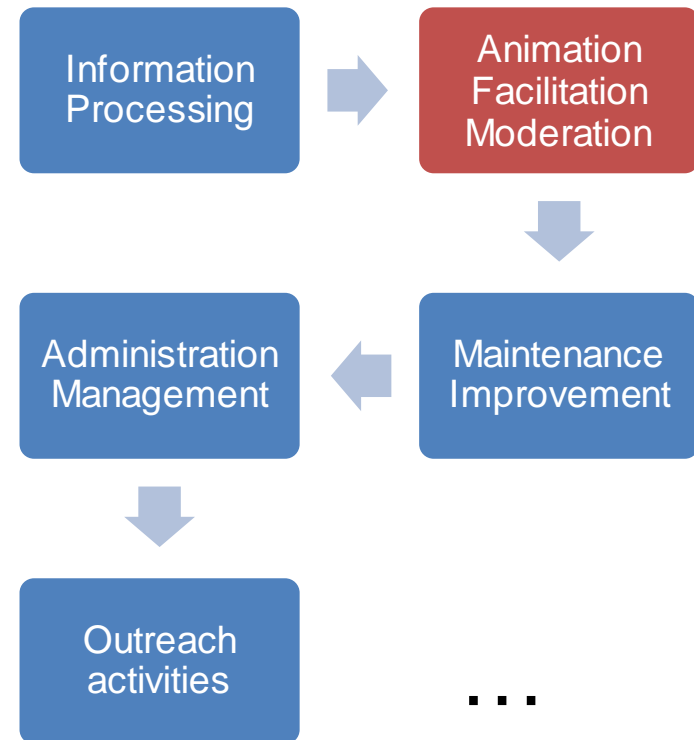 Information
Processing
Animation
Facilitation
Moderation
Maintenance
Improvement
Administration
Management
Outreach
activities
...